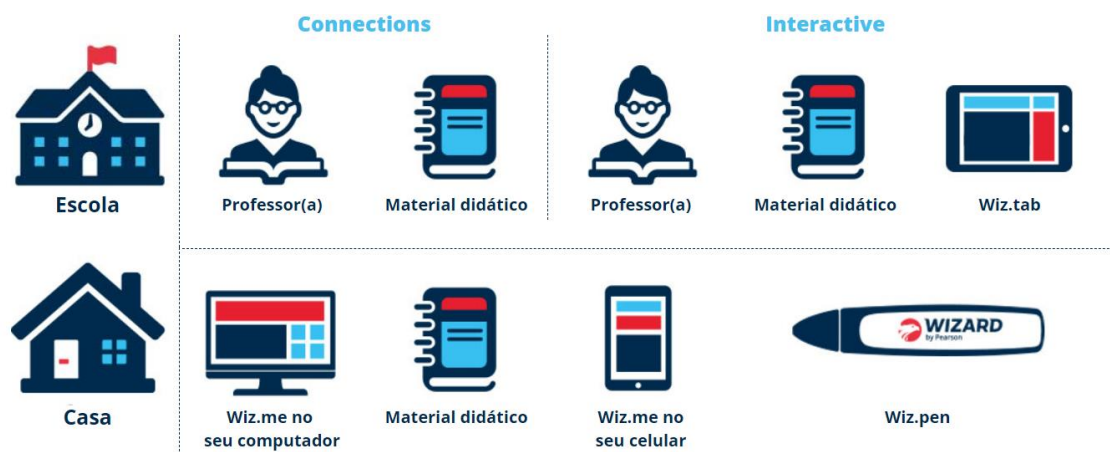 Connections
Interactive
Escola
Professor(a)
Material didático
Professor(a)
Material didático
Wiz.tab
WIZARD
by Pearson
Casa
Wiz.me no
seu computador
Material didático
Wiz.me no
seu celular
Wiz.pen